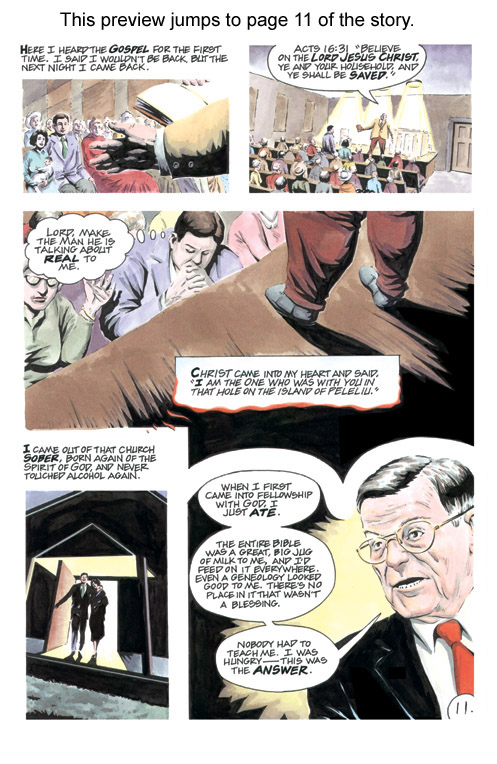 This preview jumps to page 11 of the story.
HERE I HEARD THE GOSPEL FOR THE FIRST
TIME. I SAID I WOULDN'T BE BACK, BUT THE
NEXT NIGHT I CAME BACK.
ACTS 16:31 "BELIEVE
ON THE LORD JESUS CHRIST,
YE AND YOUR HOUSEHOLD, AND
YE SHALL BE SAVED."
LORD, MAKE
THE MAN HE IS
TALKING ABOUT
REAL TO
ME.
CHRIST CAME INTO MY HEART AND SAID,
"I AM THE ONE WHO WAS WITH YOU IN
THAT HOLE ON THE ISLAND OF PELELIU."
I CAME OUT OF THAT CHURCH
SOBER, BORN AGAIN OF THE
SPIRIT OF GOD, AND NEVER
TOUCHED ALCOHOL AGAIN.
WHEN I FIRST
CAME INTO FELLOWSHIP
WITH GOD, I
JUST ATE.
THE ENTIRE BIBLE
WAS A GREAT, BIG JUG
OF MILK TO ME, AND I'D
FEED ON IT EVERYWHERE.
EVEN A GENEOLOGY LOOKED
GOOD TO ME. THERE'S NO
PLACE IN IT THAT WASN'T
A BLESSING.
NOBODY HAD TO
TEACH ME. I WAS
HUNGRY—THIS WAS
THE ANSWER.
11.